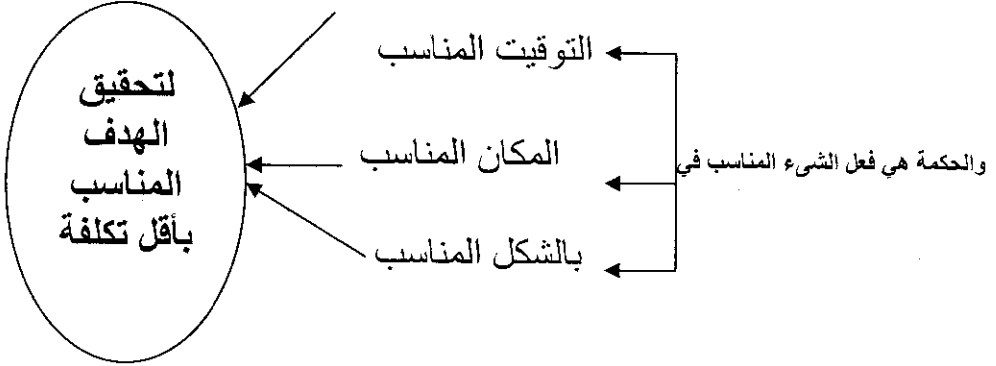 والحكمة هي فعل الشيء المناسب في
التوقيت المناسب
المكان المناسب
بالشكل المناسب
لتحقيق
الهدف
المناسب
بأقل تكلفة